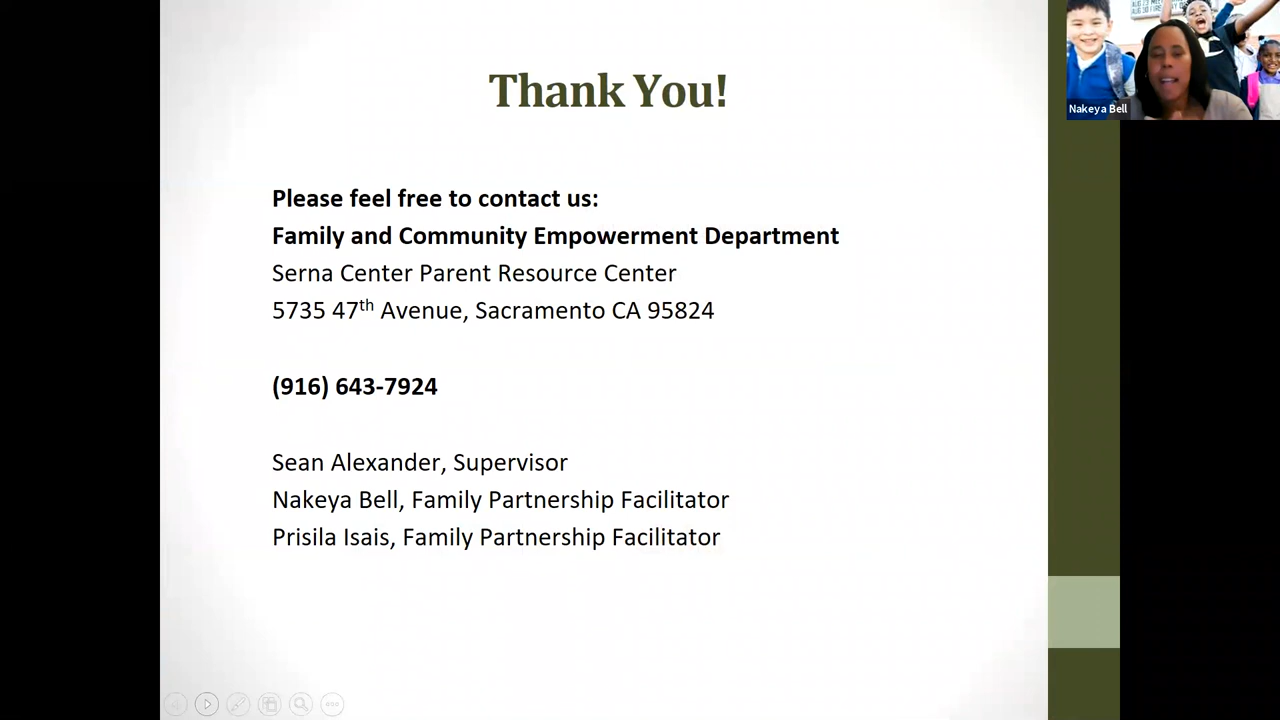 Thank You!
Please feel free to contact us:
Family and Community Empowerment Department
Serna Center Parent Resource Center
5735 47th Avenue, Sacramento CA 95824
(916) 643-7924
Sean Alexander, Supervisor
Nakeya Bell, Family Partnership Facilitator
Prisila Isais, Family Partnership Facilitator
Nakeya Bell